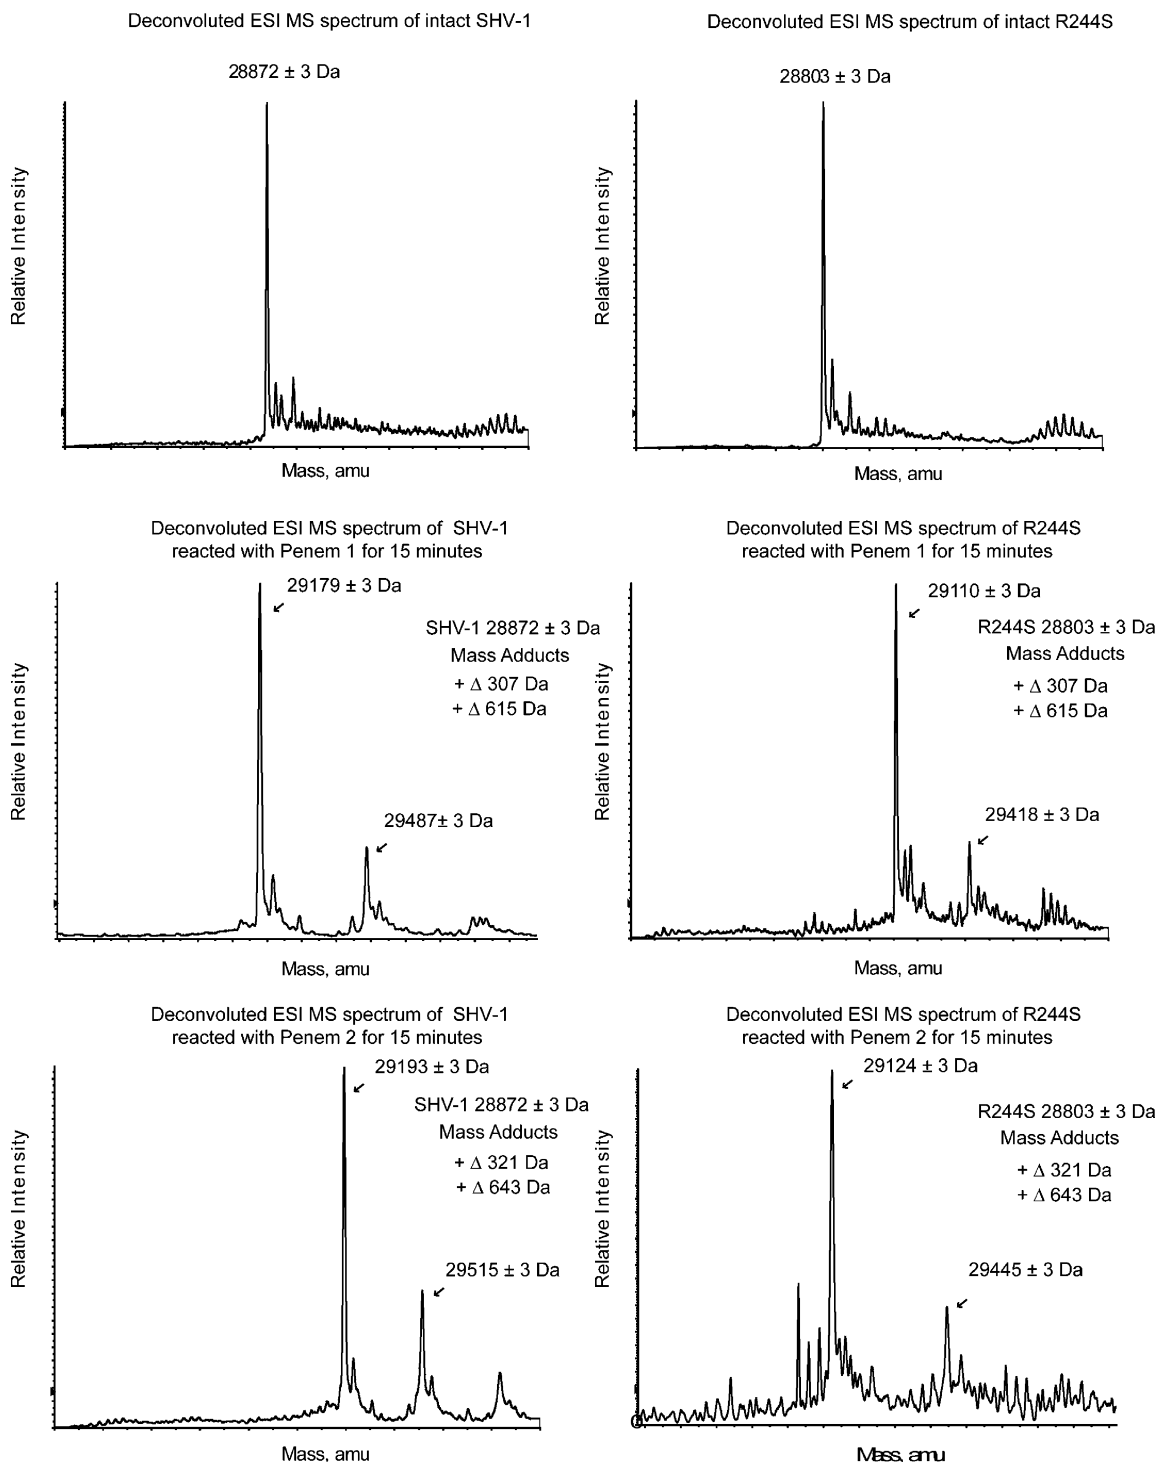 Deconvoluted ESI MS spectrum of intact SHV-1
28872 ± 3 Da
Relative Intensity
Mass, amu
Deconvoluted ESI MS spectrum of intact R244S
28803 ± 3 Da
Relative Intensity
Mass, amu
Deconvoluted ESI MS spectrum of SHV-1
reacted with Penem 1 for 15 minutes
29179 ± 3 Da
SHV-1 28872 ± 3 Da
Mass Adducts
+ Δ 307 Da
+ Δ 615 Da
29487± 3 Da
Relative Intensity
Mass, amu
Deconvoluted ESI MS spectrum of R244S
reacted with Penem 1 for 15 minutes
29110 ± 3 Da
R244S 28803 ± 3 Da
Mass Adducts
+ Δ 307 Da
+ Δ 615 Da
29418 ± 3 Da
Relative Intensity
Mass, amu
Deconvoluted ESI MS spectrum of SHV-1
reacted with Penem 2 for 15 minutes
29193 ± 3 Da
SHV-1 28872 ± 3 Da
Mass Adducts
+ Δ 321 Da
+ Δ 643 Da
29515 ± 3 Da
Relative Intensity
Mass, amu
Deconvoluted ESI MS spectrum of R244S
reacted with Penem 2 for 15 minutes
29124 ± 3 Da
R244S 28803 ± 3 Da
Mass Adducts
+ Δ 321 Da
+ Δ 643 Da
29445 ± 3 Da
Relative Intensity
0
Mass, amu